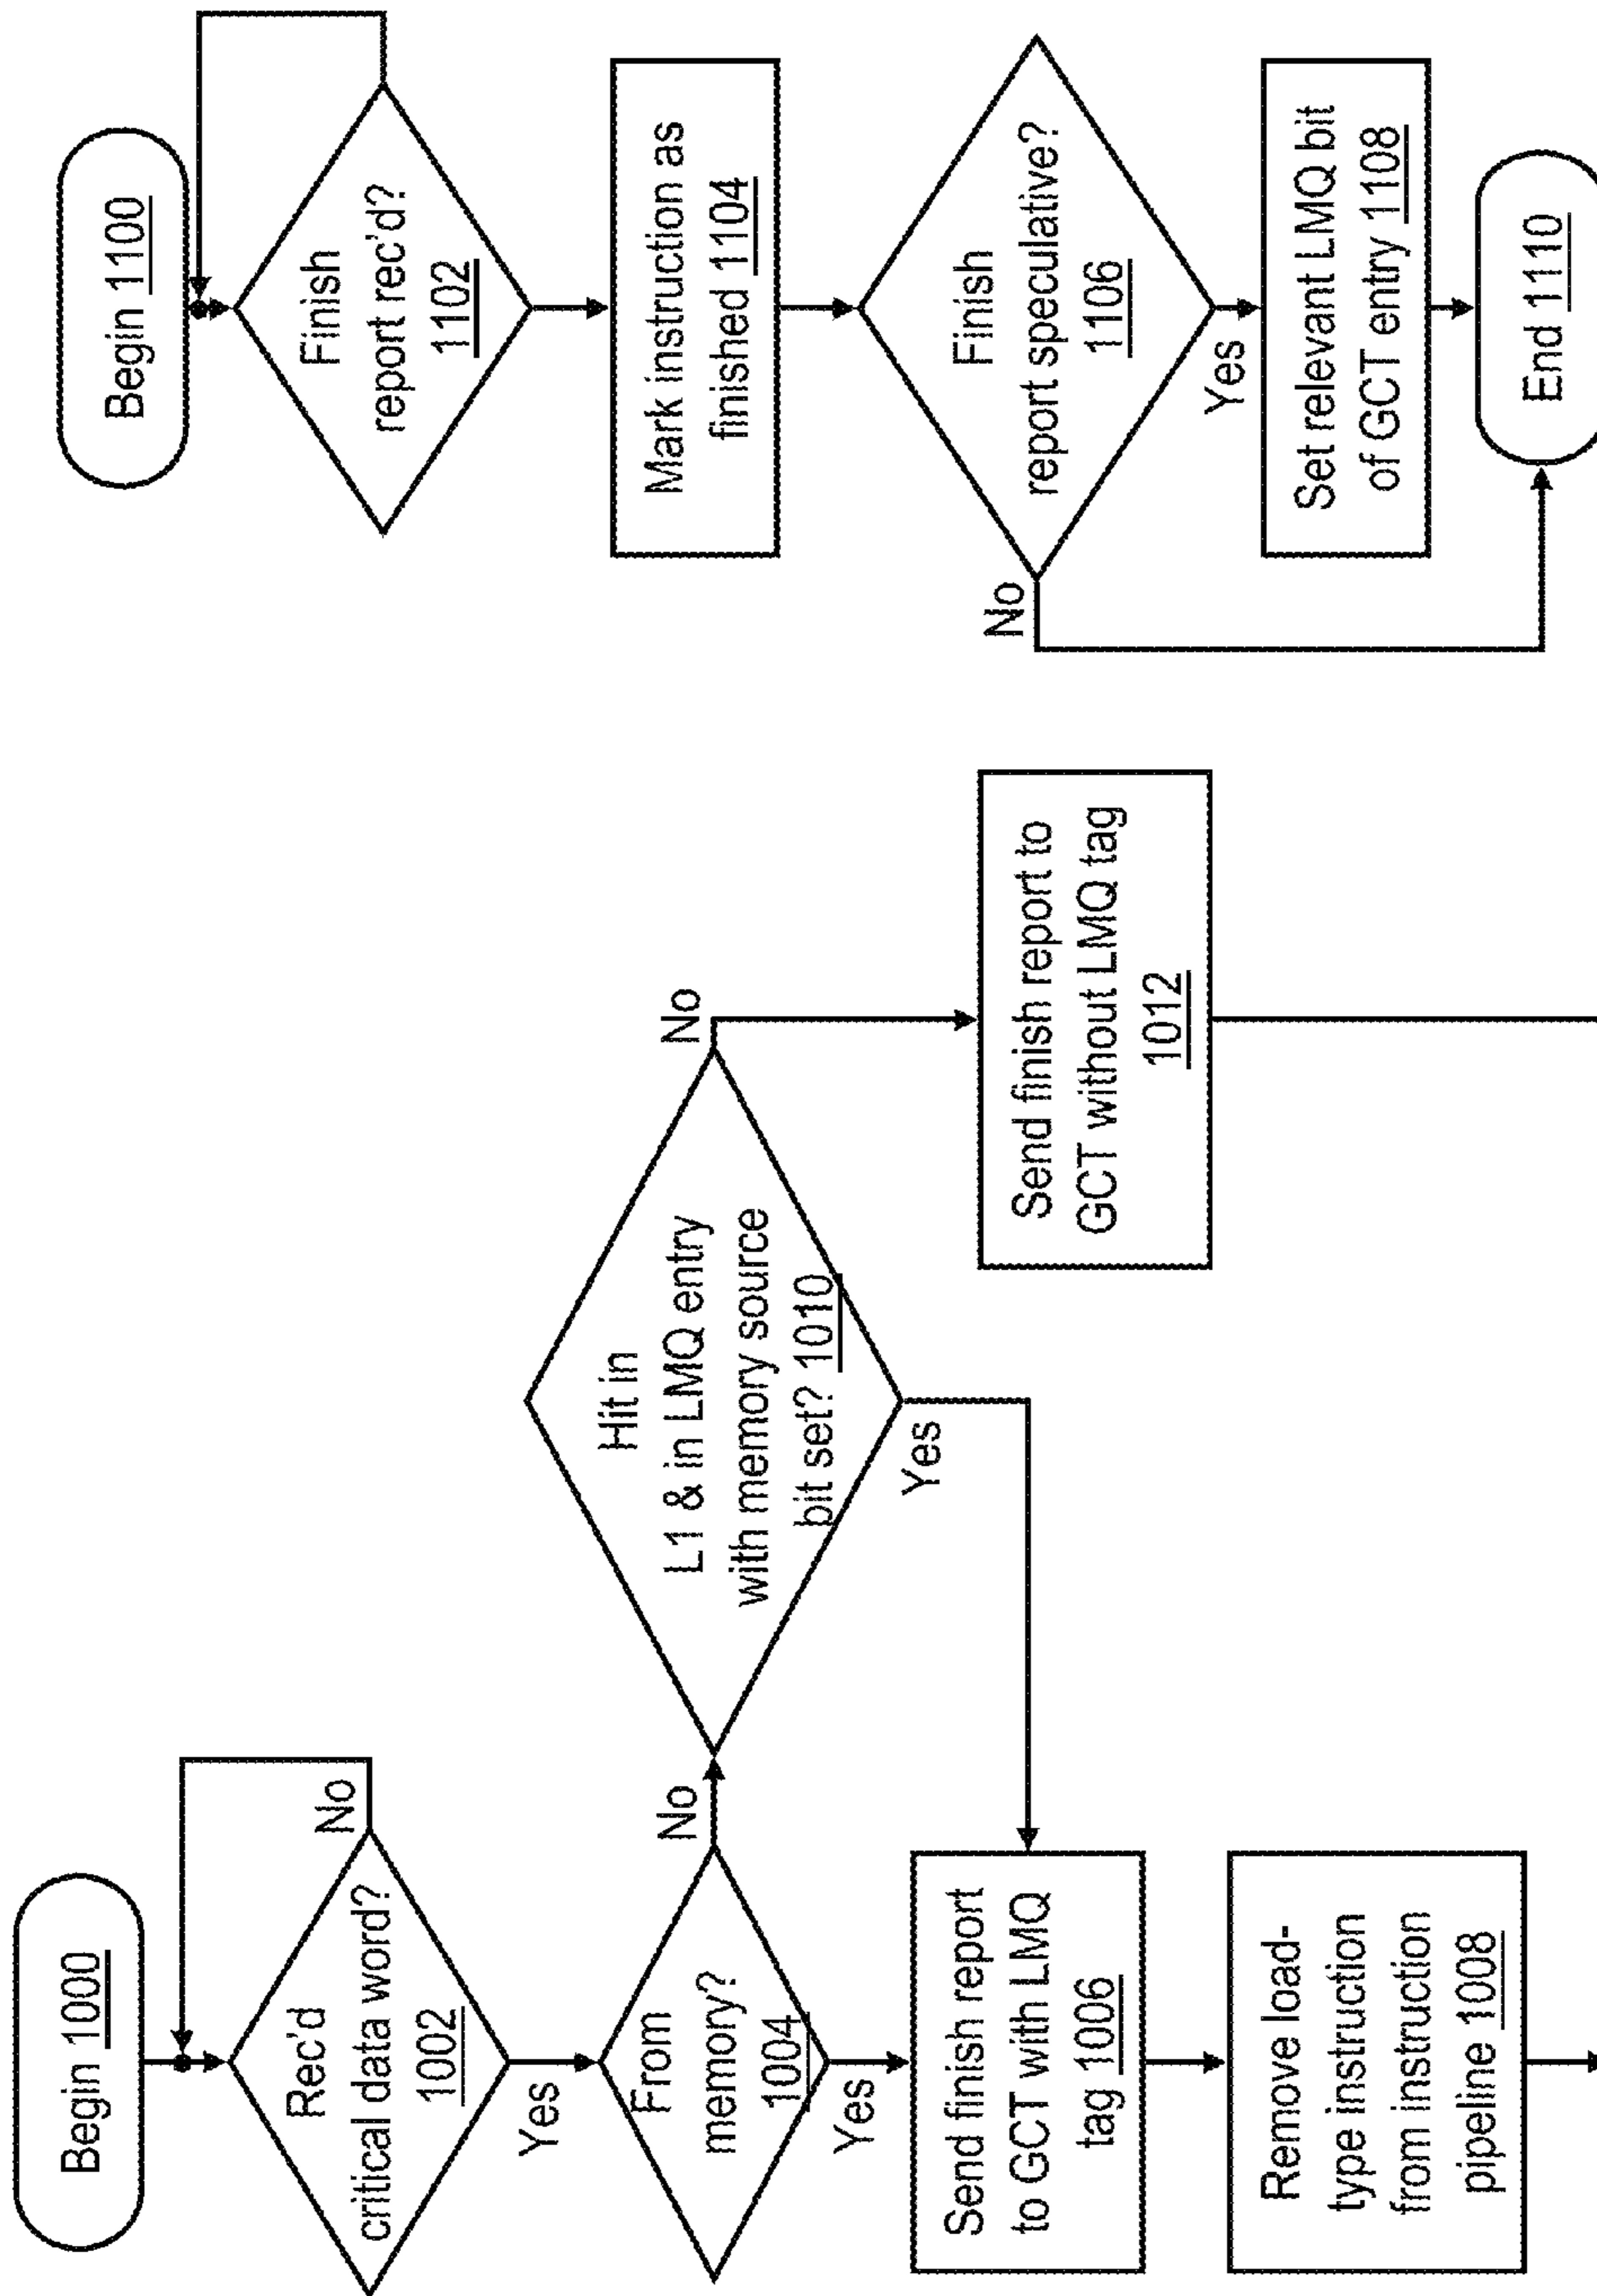 Begin 1000
Rec'd
critical data word?
1002
No
Yes
From
memory?
1004
No
Yes
Hit in
L1 & in LMQ entry
with memory source
bit set? 1010
No
Yes
Send finish report
to GCT with LMQ
tag 1006
Send finish report to
GCT without LMQ tag
1012
Remove load-
type instruction
from instruction
pipeline 1008
Begin 1100
Finish
report rec'd?
1102
Mark instruction as
finished 1104
Finish
report speculative?
1106
No
Yes
Set relevant LMQ bit
of GCT entry 1108
End 1110